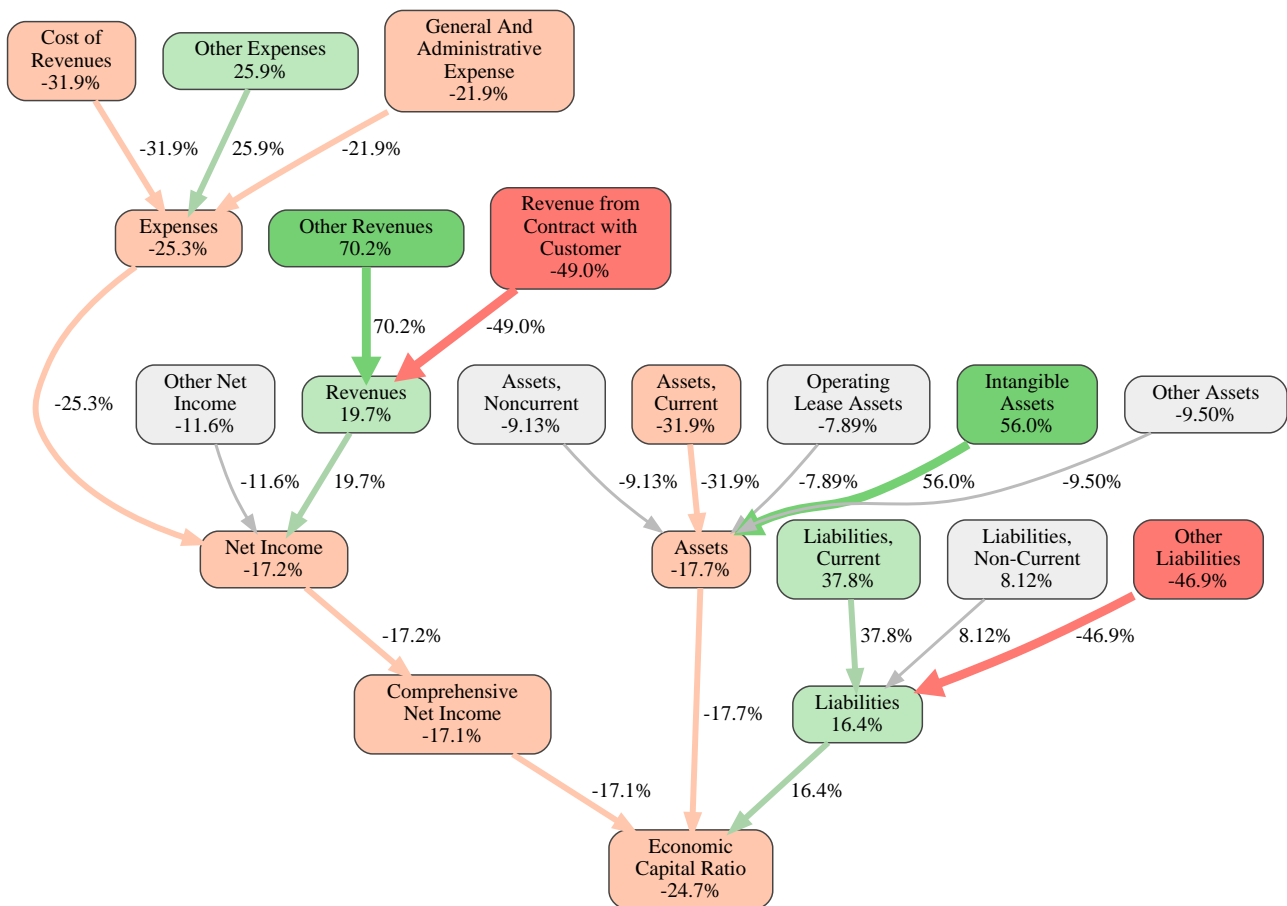 Cost of
Revenues
-31.9%
Other Expenses
25.9%
General And
Administrative
Expense
-21.9%
-31.9%
25.9%
-21.9%
Expenses
-25.3%
Other Revenues
70.2%
Revenue from
Contract with
Customer
-49.0%
70.2%
-49.0%
-25.3%
Other Net
Income
-11.6%
Revenues
19.7%
Assets,
Noncurrent
-9.13%
Assets,
Current
-31.9%
Operating
Lease Assets
-7.89%
Intangible
Assets
56.0%
Other Assets
-9.50%
-11.6%
19.7%
-9.13%
-31.9%
-7.89%
56.0%
-9.50%
Net Income
-17.2%
Assets
-17.7%
Liabilities,
Current
37.8%
Liabilities,
Non-Current
8.12%
Other
Liabilities
-46.9%
-17.2%
37.8%
8.12%
-46.9%
Comprehensive
Net Income
-17.1%
-17.7%
Liabilities
16.4%
-17.1%
16.4%
Economic
Capital Ratio
-24.7%